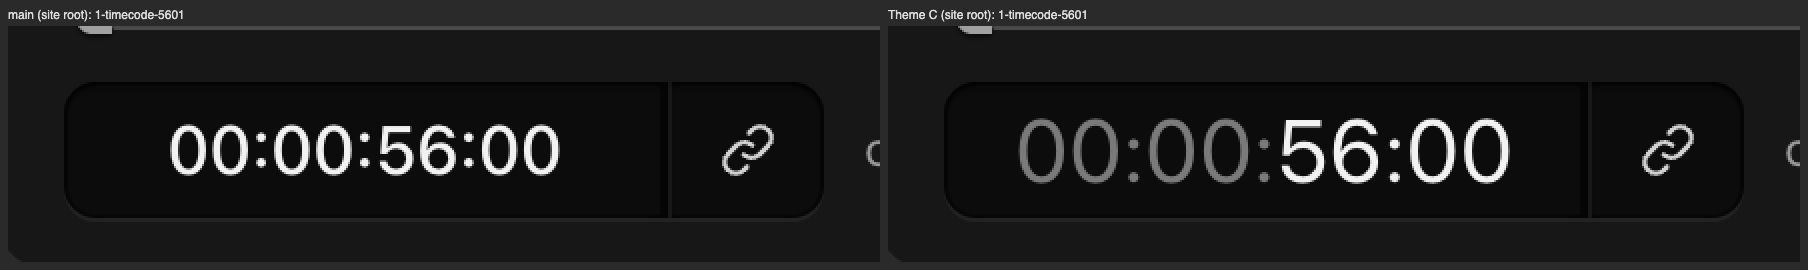 main (site root): 1-timecode-5601
Theme C (site root): 1-timecode-5601
00:00:56:00
00:00:56:00